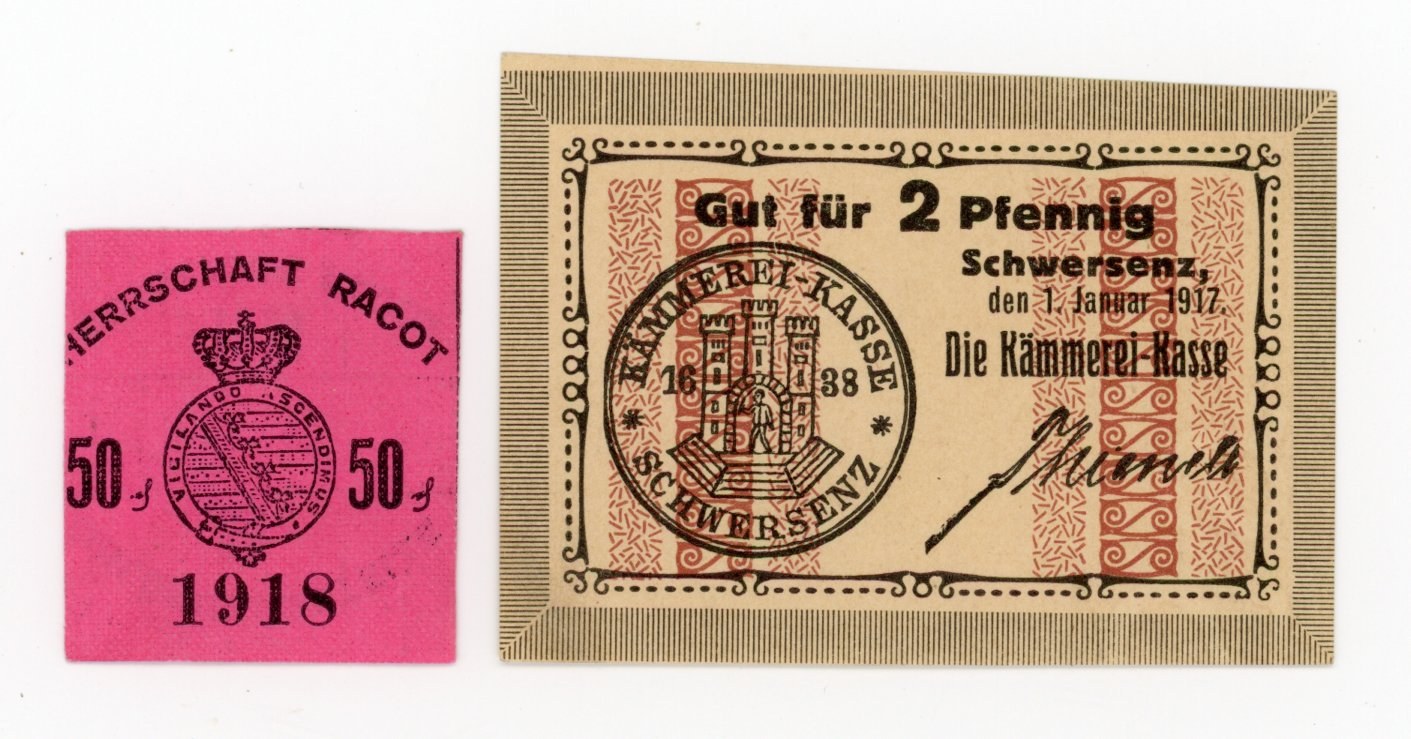 HERRSCHAFT RACOT
VIGILANDO ASCENDIMUS
50 ₰ 50 ₰
1918
Gut für 2 Pfennig
Schwersenz,
den 1. Januar 1917.
Die Kämmerei-Kasse
KÄMMEREI-KASSE
16 38
* SCHWERSENZ *